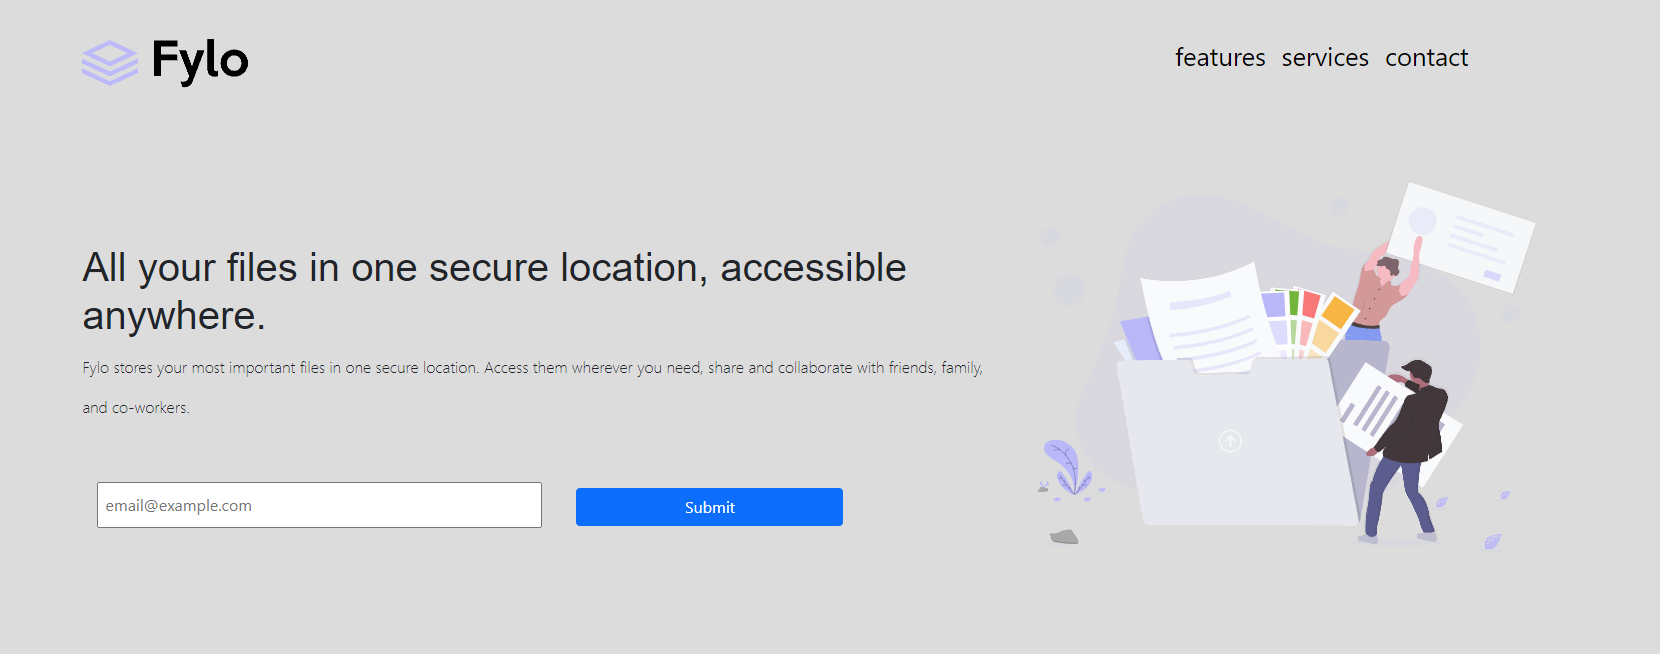 Fylo
features services contact
All your files in one secure location, accessible
anywhere.
Fylo stores your most important files in one secure location. Access them wherever you need, share and collaborate with friends, family,
and co-workers.
email@example.com
Submit